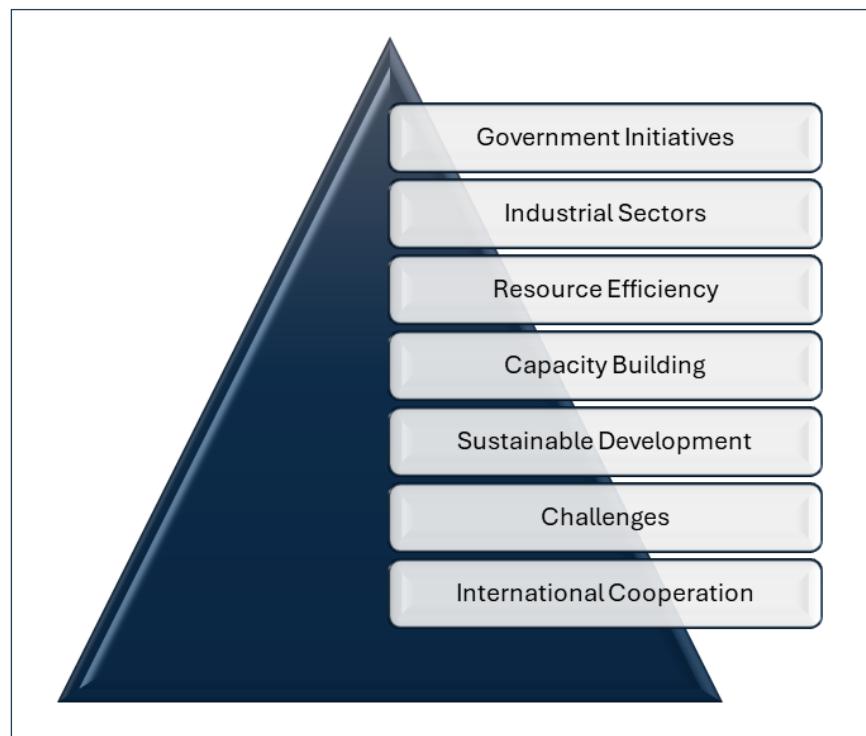 Government Initiatives
Industrial Sectors
Resource Efficiency
Capacity Building
Sustainable Development
Challenges
International Cooperation